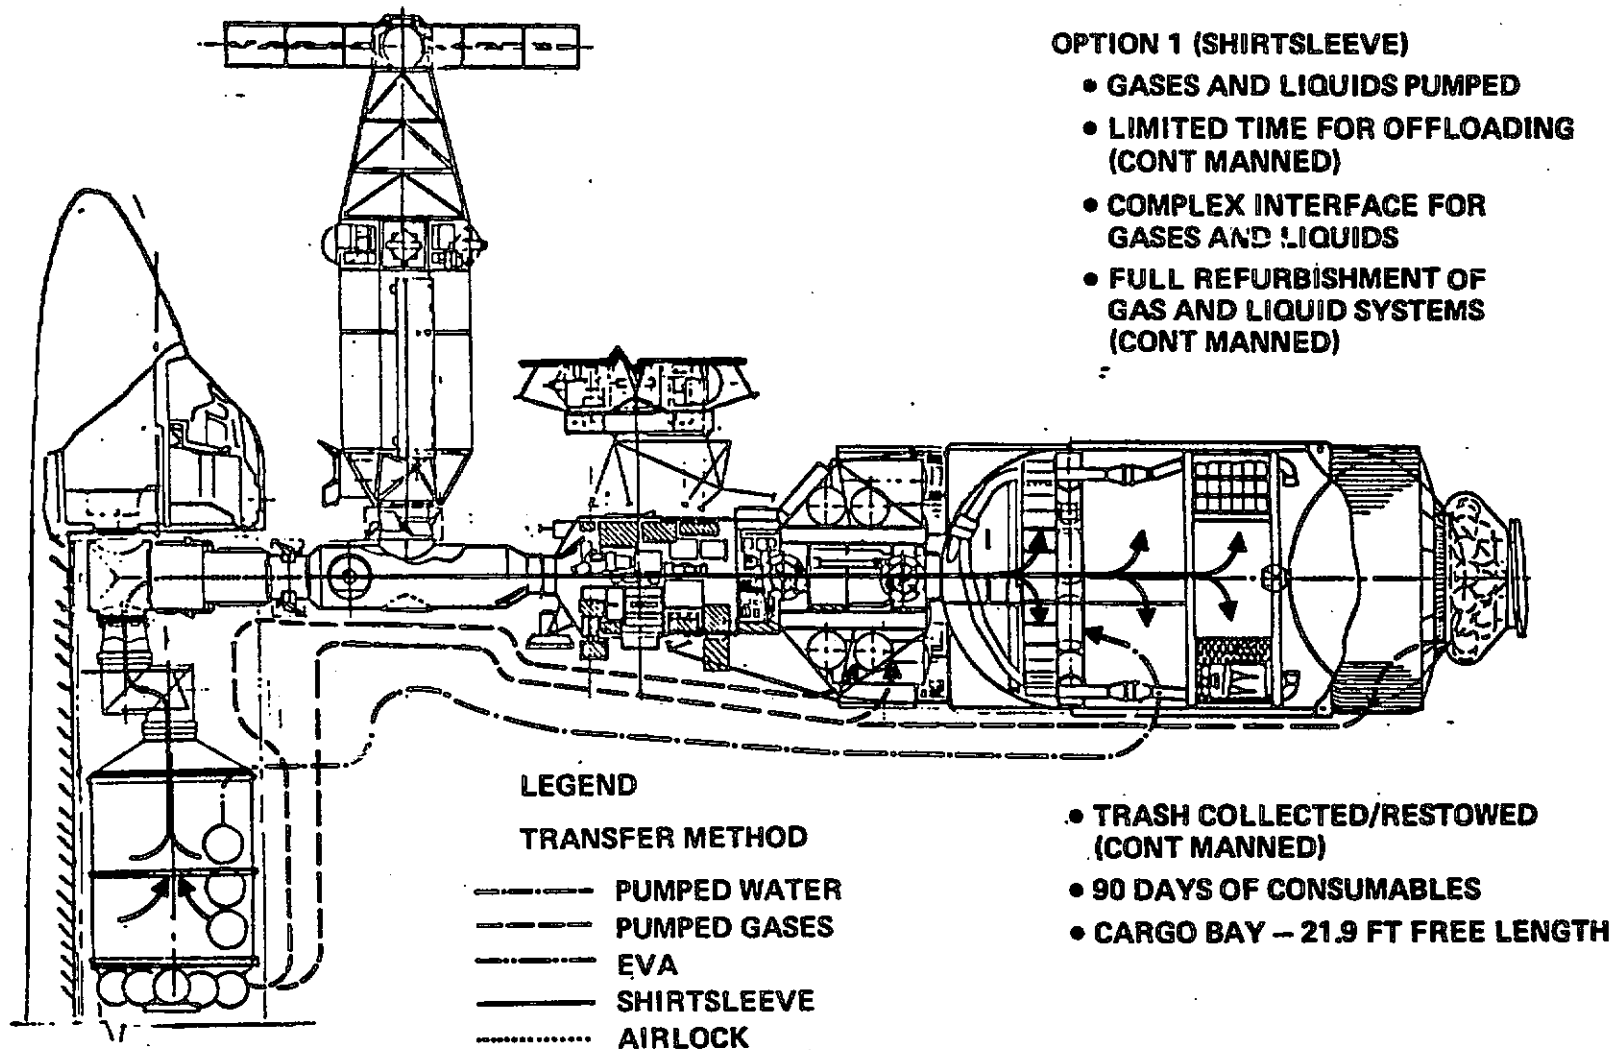 OPTION 1 (SHIRTSLEEVE)
• GASES AND LIQUIDS PUMPED
• LIMITED TIME FOR OFFLOADING
(CONT MANNED)
• COMPLEX INTERFACE FOR
GASES AND LIQUIDS
• FULL REFURBISHMENT OF
GAS AND LIQUID SYSTEMS
(CONT MANNED)
LEGEND
TRANSFER METHOD
PUMPED WATER
PUMPED GASES
EVA
SHIRTSLEEVE
AIRLOCK
• TRASH COLLECTED/RESTOWED
(CONT MANNED)
• 90 DAYS OF CONSUMABLES
• CARGO BAY – 21.9 FT FREE LENGTH